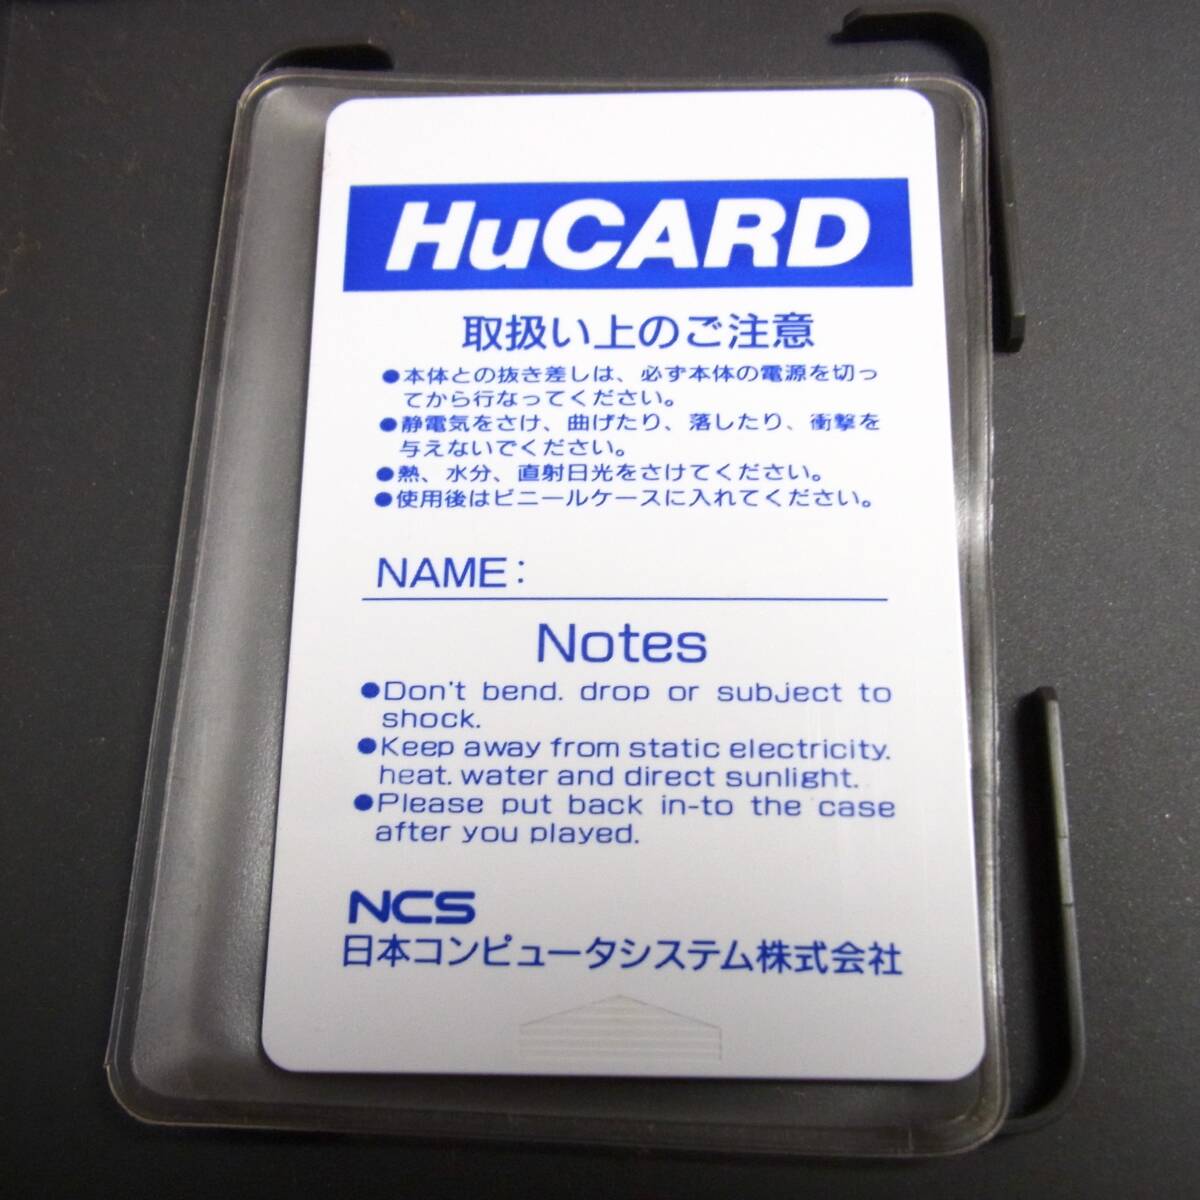 HuCARD
取扱い上のご注意
●本体との抜き差しは、必ず本体の電源を切っ
てから行なってください。
●静電気をさけ、曲げたり、落したり、衝撃を
与えないでください。
●熱、水分、直射日光をさけてください。
●使用後はビニールケースに入れてください。
NAME:
Notes
●Don't bend. drop or subject to
shock.
●Keep away from static electricity.
heat. water and direct sunlight.
●Please put back in-to the case
after you played.
NCS
日本コンピュータシステム株式会社